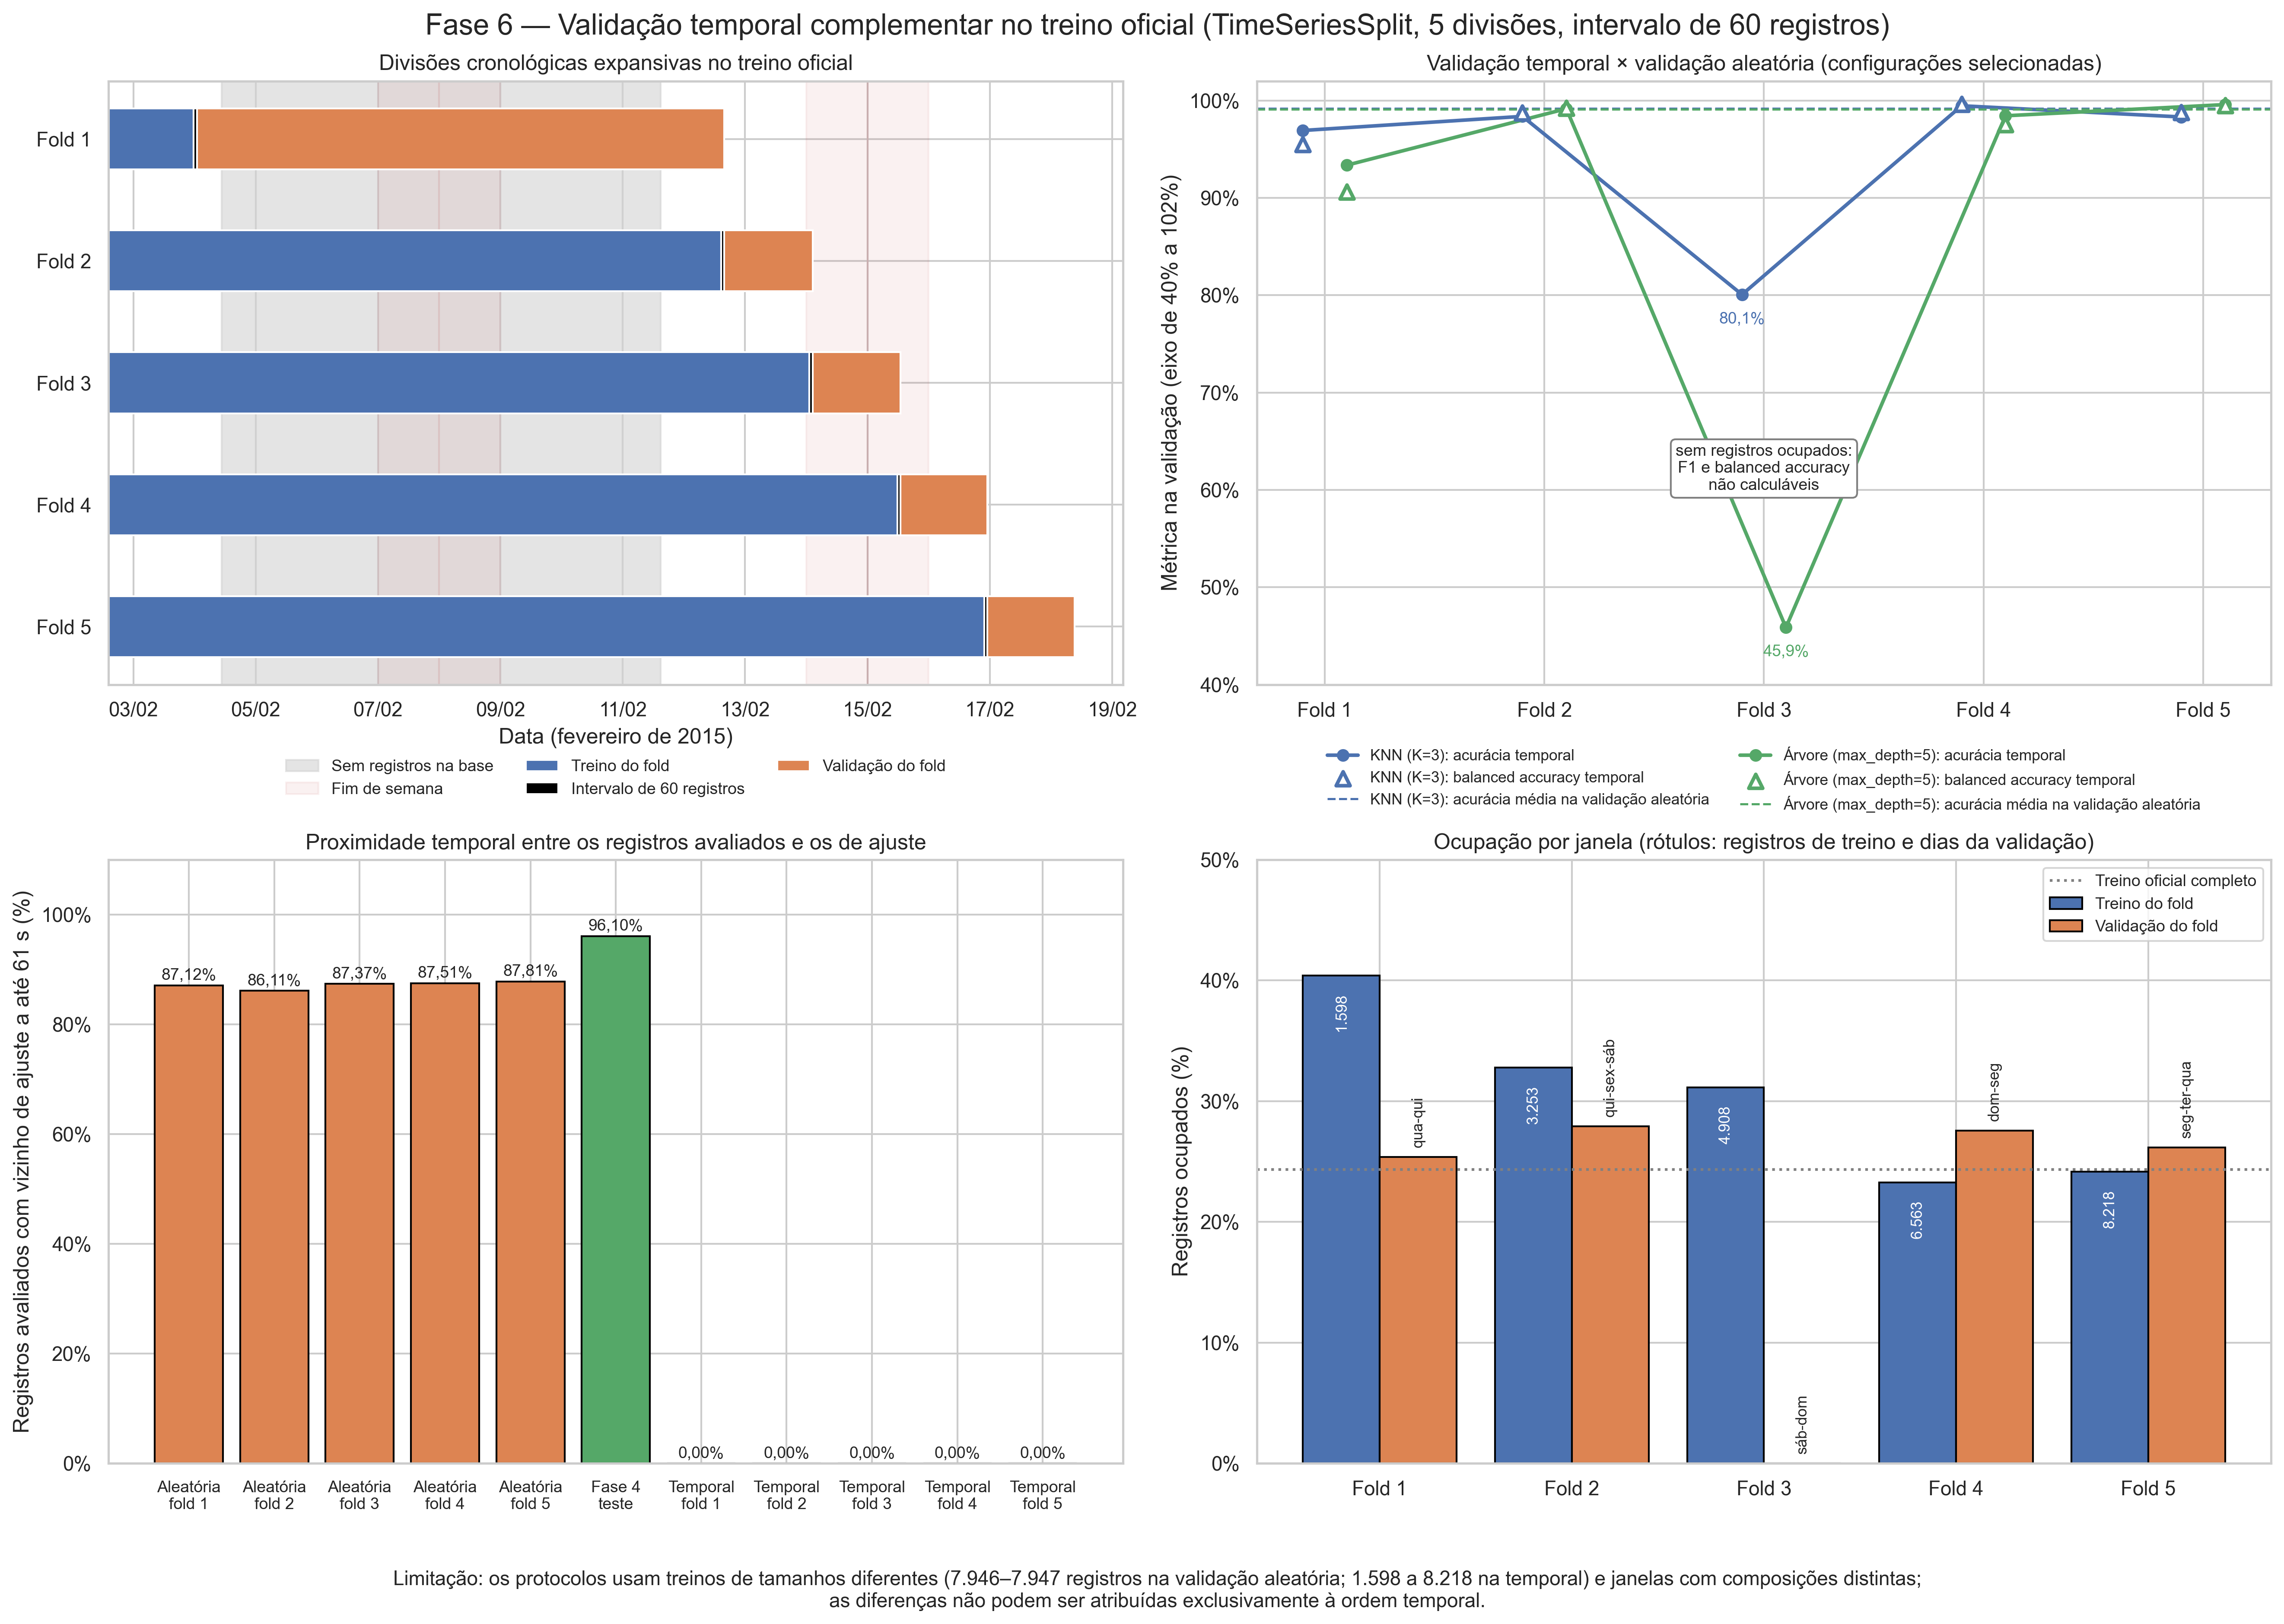 Fase 6 — Validação temporal complementar no treino oficial (TimeSeriesSplit, 5 divisões, intervalo de 60 registros)
Divisões cronológicas expansivas no treino oficial
Fold 1
Fold 2
Fold 3
Fold 4
Fold 5
03/02
05/02
07/02
09/02
11/02
13/02
15/02
17/02
19/02
Data (fevereiro de 2015)
Sem registros na base
Fim de semana
Treino do fold
Intervalo de 60 registros
Validação do fold
Validação temporal × validação aleatória (configurações selecionadas)
Métrica na validação (eixo de 40% a 102%)
100%
90%
80%
70%
60%
50%
40%
80,1%
sem registros ocupados:
F1 e balanced accuracy
não calculáveis
45,9%
Fold 1
Fold 2
Fold 3
Fold 4
Fold 5
KNN (K=3): acurácia temporal
KNN (K=3): balanced accuracy temporal
KNN (K=3): acurácia média na validação aleatória
Árvore (max_depth=5): acurácia temporal
Árvore (max_depth=5): balanced accuracy temporal
Árvore (max_depth=5): acurácia média na validação aleatória
Proximidade temporal entre os registros avaliados e os de ajuste
Registros avaliados com vizinho de ajuste a até 61 s (%)
100%
80%
60%
40%
20%
0%
87,12%
86,11%
87,37%
87,51%
87,81%
96,10%
0,00%
0,00%
0,00%
0,00%
0,00%
Aleatória
fold 1
Aleatória
fold 2
Aleatória
fold 3
Aleatória
fold 4
Aleatória
fold 5
Fase 4
teste
Temporal
fold 1
Temporal
fold 2
Temporal
fold 3
Temporal
fold 4
Temporal
fold 5
Ocupação por janela (rótulos: registros de treino e dias da validação)
Registros ocupados (%)
50%
40%
30%
20%
10%
0%
Treino oficial completo
Treino do fold
Validação do fold
1.598
qua-qui
3.253
qui-sex-sáb
4.908
sáb-dom
6.563
dom-seg
8.218
seg-ter-qua
Fold 1
Fold 2
Fold 3
Fold 4
Fold 5
Limitação: os protocolos usam treinos de tamanhos diferentes (7.946–7.947 registros na validação aleatória; 1.598 a 8.218 na temporal) e janelas com composições distintas;
as diferenças não podem ser atribuídas exclusivamente à ordem temporal.